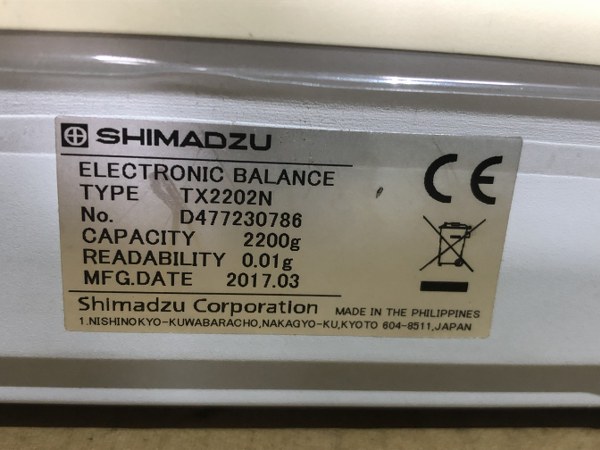 SHIMADZU
ELECTRONIC BALANCE
TYPE TX2202N
No. D477230786
CAPACITY 2200g
READABILITY 0.01g
MFG.DATE 2017.03
CE
Shimadzu Corporation MADE IN THE PHILIPPINES
1.NISHINOKYO-KUWABARACHO,NAKAGYO-KU,KYOTO 604-8511,JAPAN